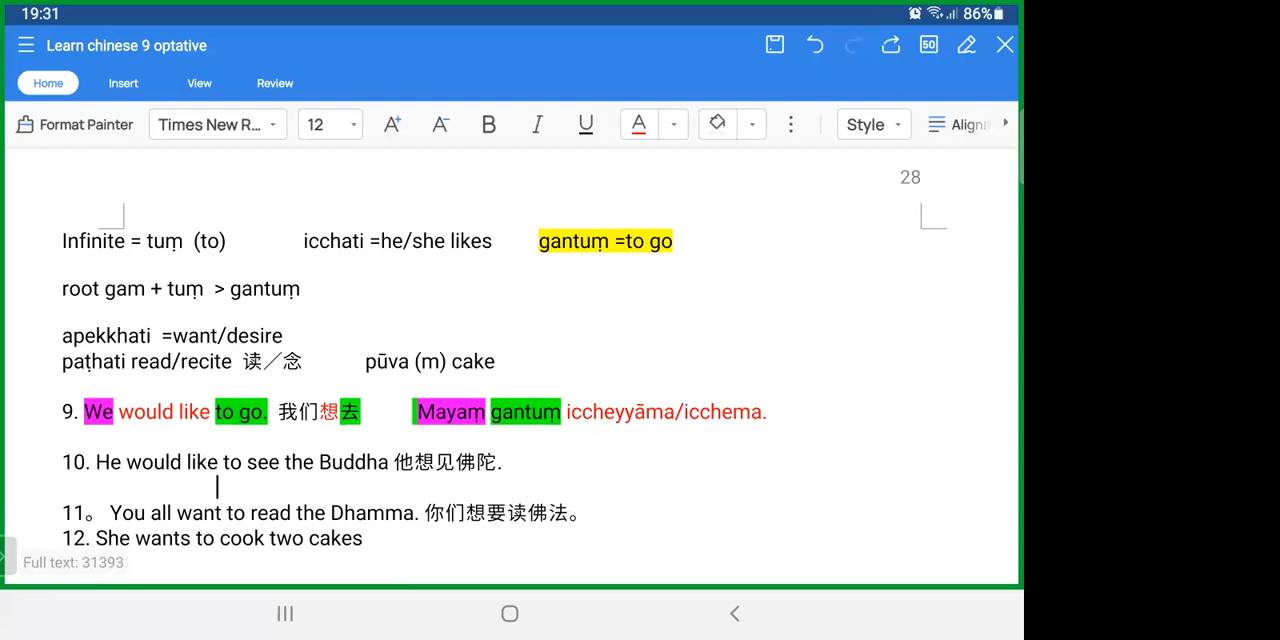 19:31 86%
Learn chinese 9 optative 50
Home Insert View Review
Format Painter Times New R... 12 A+ A- B I U A Style Alignn
28
Infinite = tuṃ (to) icchati =he/she likes gantuṃ =to go
root gam + tuṃ > gantuṃ
apekkhati =want/desire
paṭhati read/recite 读／念 pūva (m) cake
9. We would like to go. 我们想去 Mayaṃ gantuṃ iccheyyāma/icchema.
10. He would like to see the Buddha 他想见佛陀.
11。 You all want to read the Dhamma. 你们想要读佛法。
12. She wants to cook two cakes
Full text: 31393